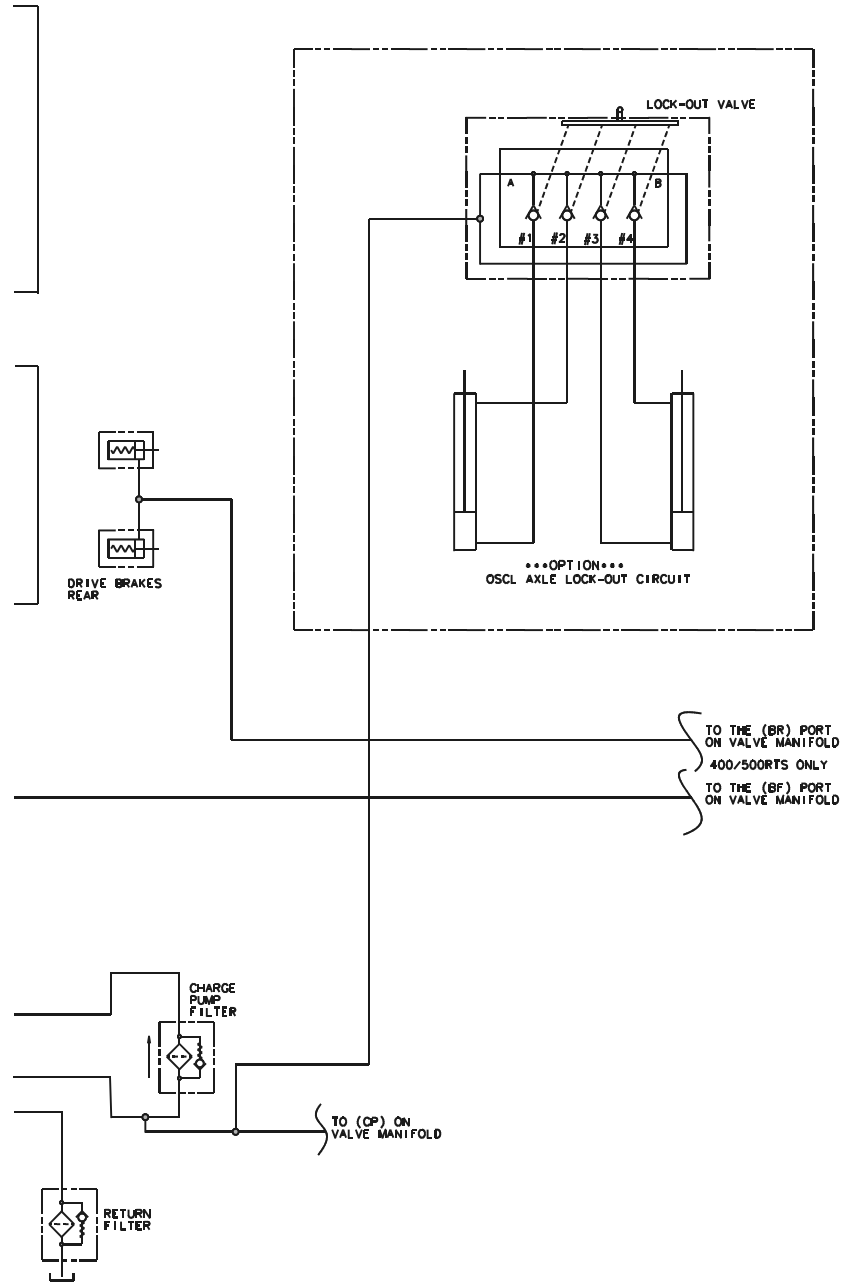 LOCK-OUT VALVE
A
B
#1
#2
#3
#4
•••OPTION•••
OSCL AXLE LOCK-OUT CIRCUIT
DRIVE BRAKES
REAR
TO THE (BR) PORT
ON VALVE MANIFOLD
400/500RTS ONLY
TO THE (BF) PORT
ON VALVE MANIFOLD
CHARGE
PUMP
FILTER
TO (CP) ON
VALVE MANIFOLD
RETURN
FILTER